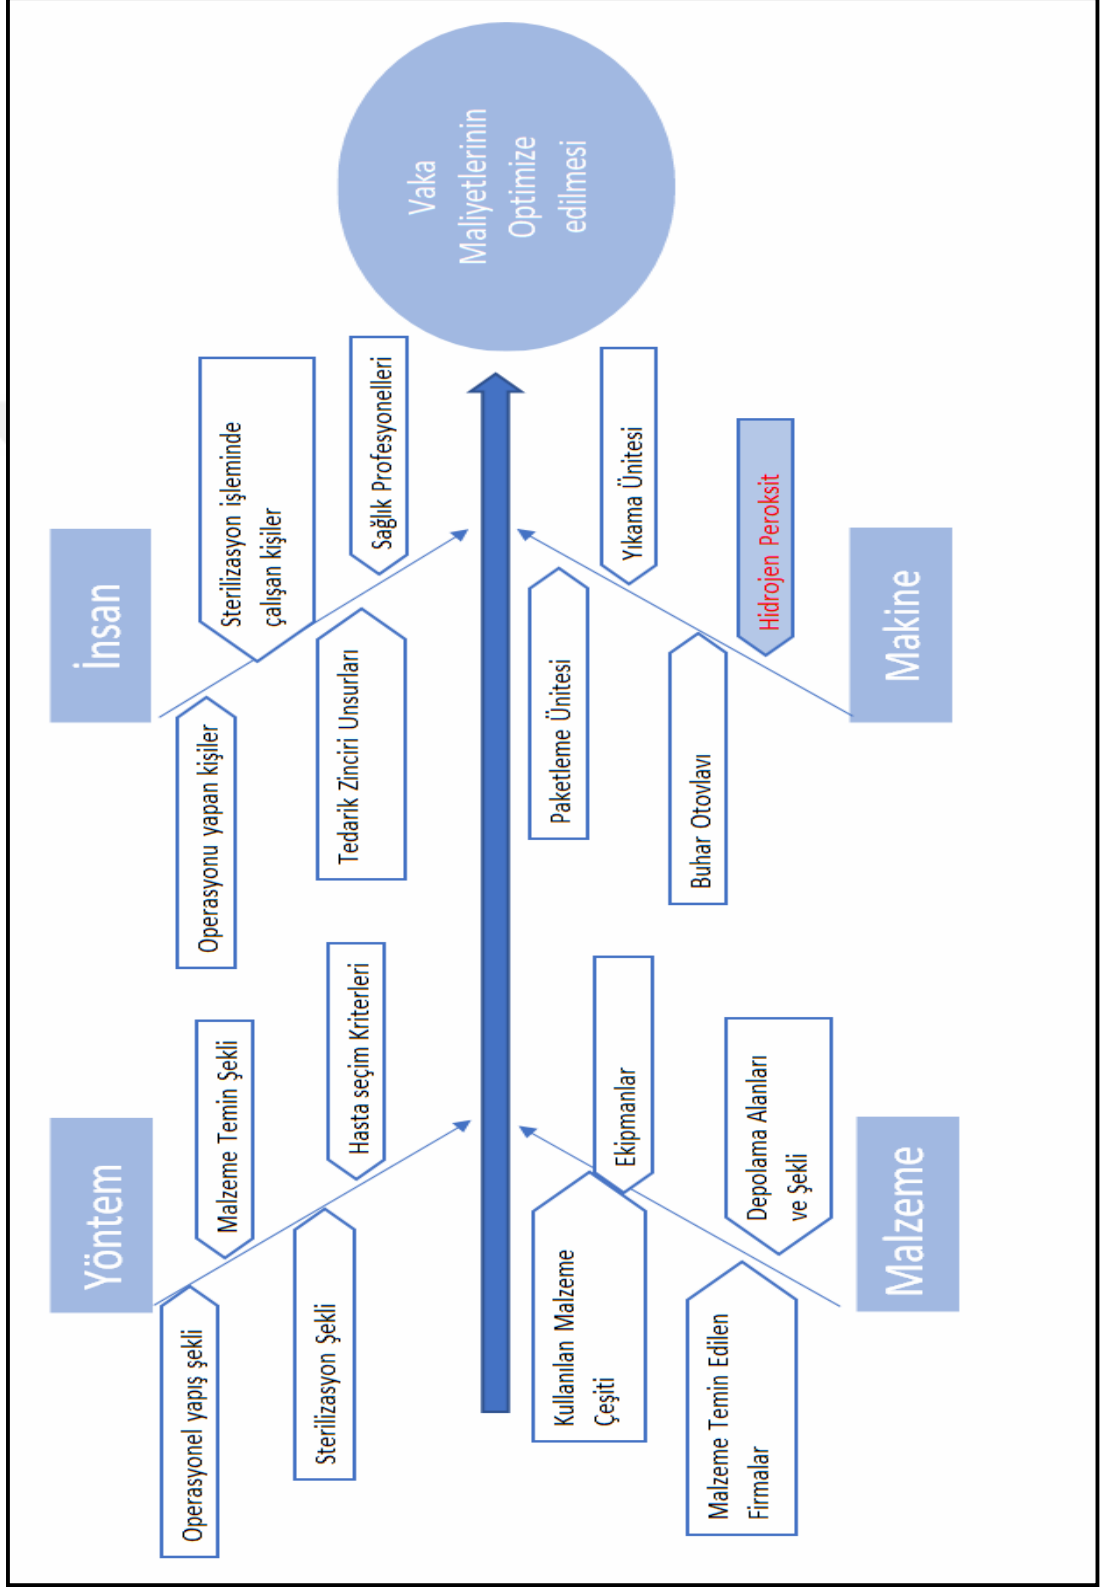 Yöntem
Operasyonel yapış şekli
Malzeme Temin Şekli
Sterilizasyon Şekli
Hasta seçim Kriterleri
İnsan
Operasyonu yapan kişiler
Sterilizasyon işleminde
çalışan kişiler
Tedarik Zinciri Unsurları
Sağlık Profesyonelleri
Vaka
Maliyetlerinin
Optimize
edilmesi
Kullanılan Malzeme
Çeşiti
Ekipmanlar
Malzeme Temin Edilen
Firmalar
Depolama Alanları
ve Şekli
Malzeme
Paketleme Ünitesi
Yıkama Ünitesi
Buhar Otovlavı
Hidrojen Peroksit
Makine